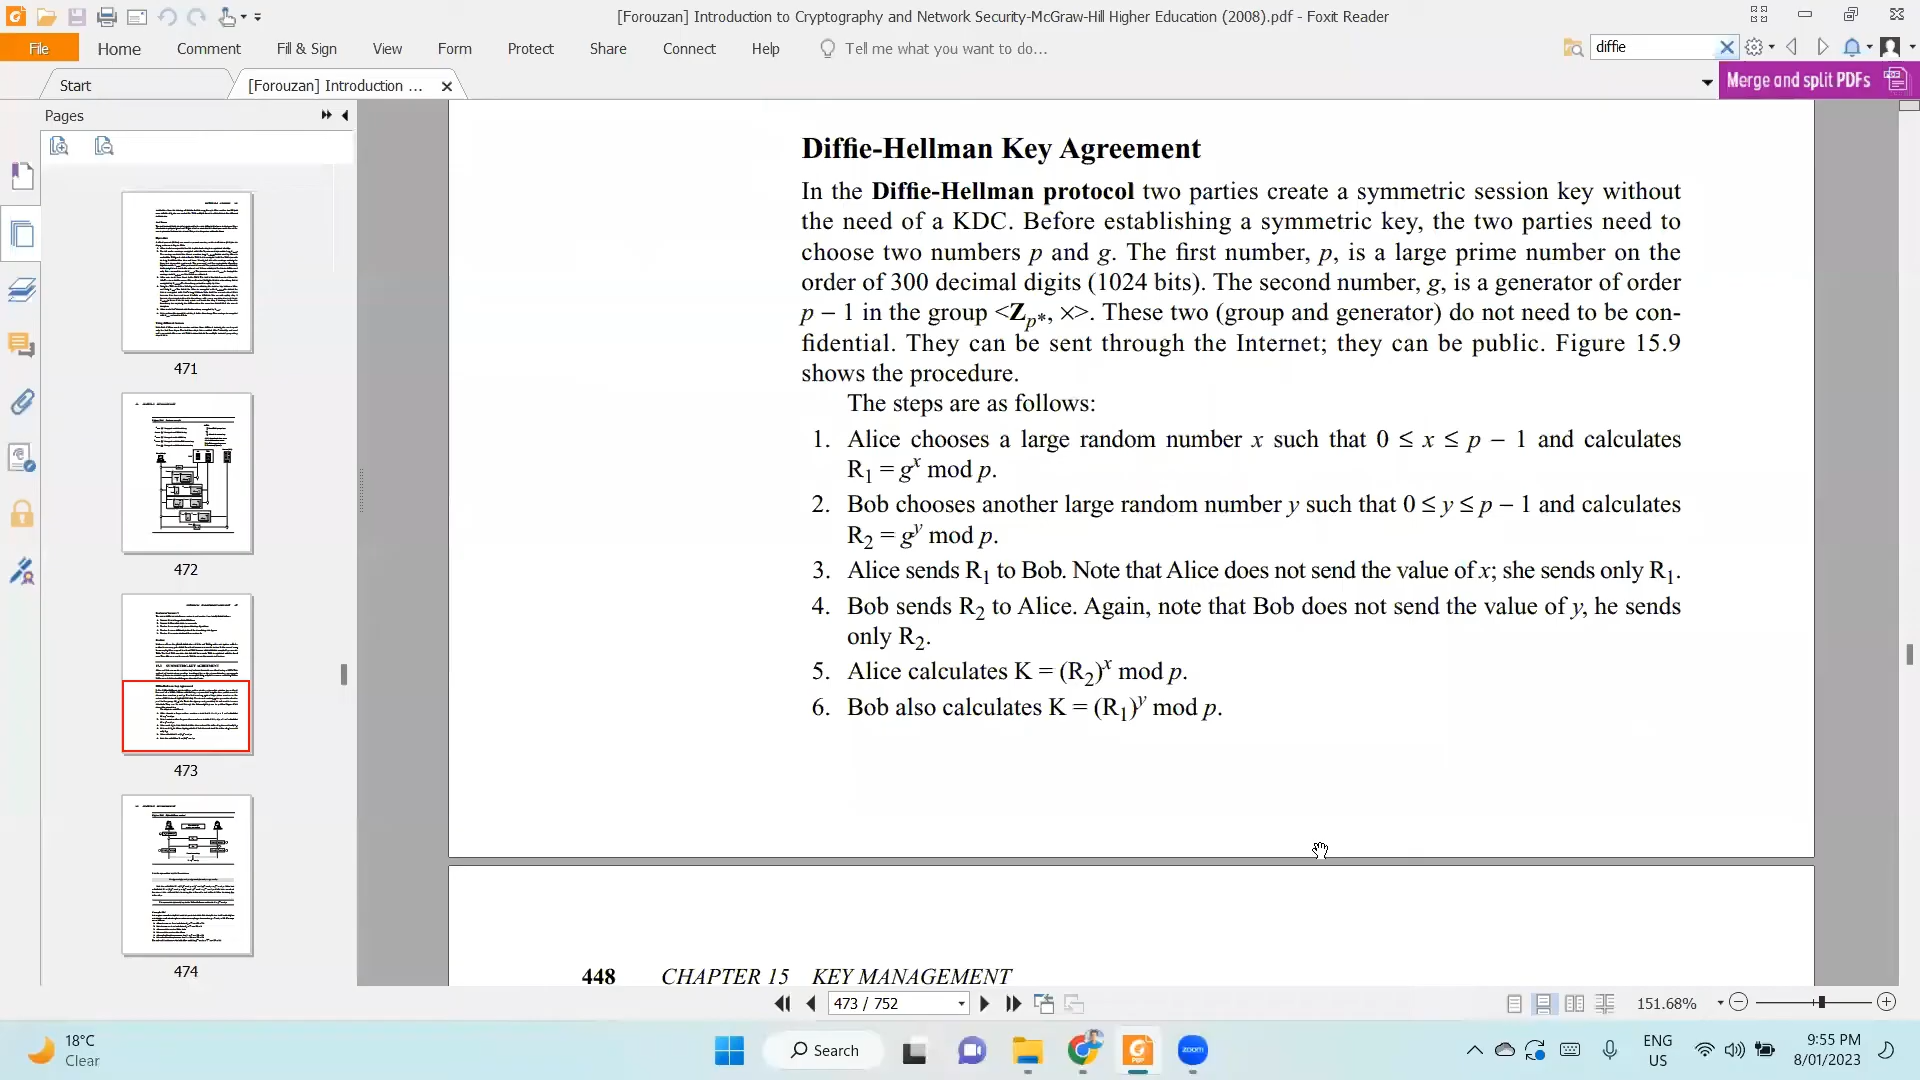 [Forouzan] Introduction to Cryptography and Network Security-McGraw-Hill Higher Education (2008).pdf - Foxit Reader
File Home Comment Fill & Sign View Form Protect Share Connect Help Tell me what you want to do... diffie
Start [Forouzan] Introduction ... Merge and split PDFs
Pages
471
472
473
474
Diffie-Hellman Key Agreement
In the Diffie-Hellman protocol two parties create a symmetric session key without
the need of a KDC. Before establishing a symmetric key, the two parties need to
choose two numbers p and g. The first number, p, is a large prime number on the
order of 300 decimal digits (1024 bits). The second number, g, is a generator of order
p − 1 in the group <Zp*, ×>. These two (group and generator) do not need to be con-
fidential. They can be sent through the Internet; they can be public. Figure 15.9
shows the procedure.
The steps are as follows:
1. Alice chooses a large random number x such that 0 ≤ x ≤ p − 1 and calculates
R1 = g^x mod p.
2. Bob chooses another large random number y such that 0 ≤ y ≤ p − 1 and calculates
R2 = g^y mod p.
3. Alice sends R1 to Bob. Note that Alice does not send the value of x; she sends only R1.
4. Bob sends R2 to Alice. Again, note that Bob does not send the value of y, he sends
only R2.
5. Alice calculates K = (R2)^x mod p.
6. Bob also calculates K = (R1)^y mod p.
448 CHAPTER 15 KEY MANAGEMENT
473 / 752 151.68%
18°C
Clear
Search
zoom
ENG
US
9:55 PM
8/01/2023